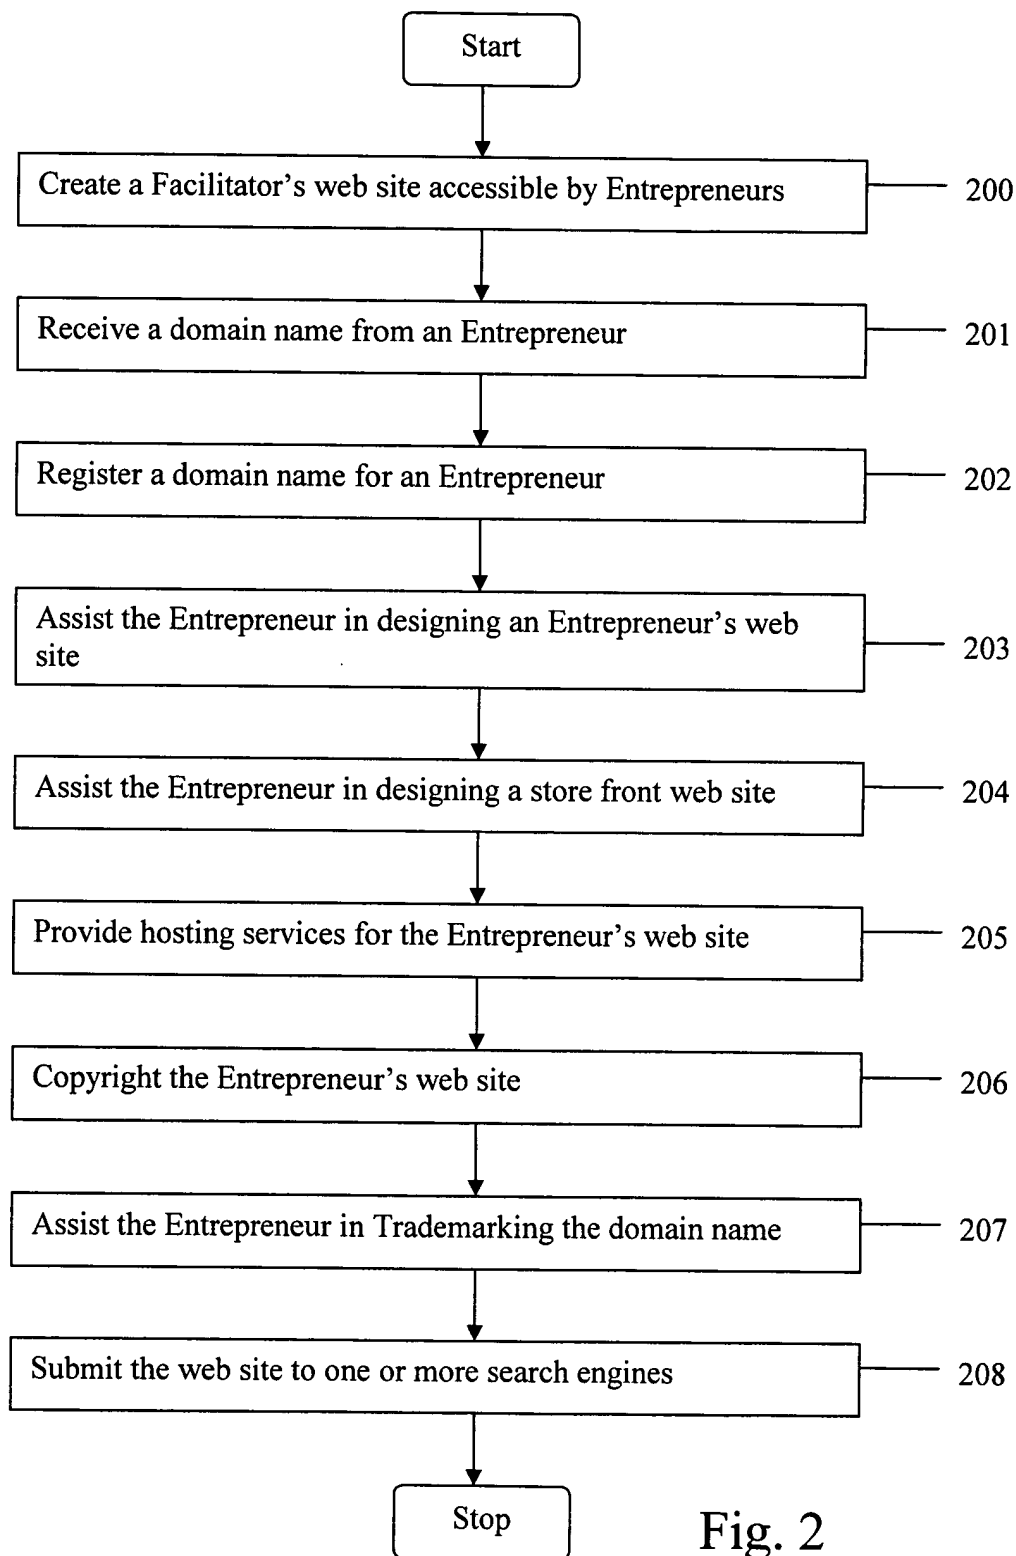 Start
Create a Facilitator's web site accessible by Entrepreneurs
200
Receive a domain name from an Entrepreneur
201
Register a domain name for an Entrepreneur
202
Assist the Entrepreneur in designing an Entrepreneur's web
site
203
Assist the Entrepreneur in designing a store front web site
204
Provide hosting services for the Entrepreneur's web site
205
Copyright the Entrepreneur's web site
206
Assist the Entrepreneur in Trademarking the domain name
207
Submit the web site to one or more search engines
208
Stop
Fig. 2